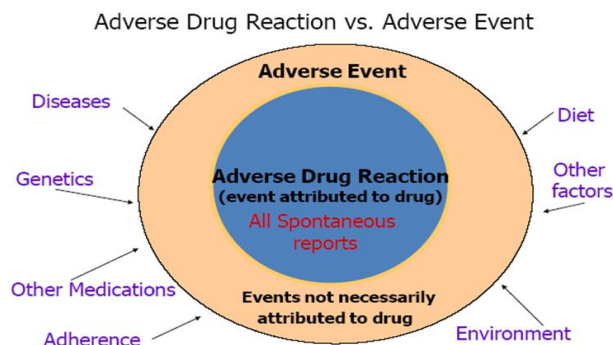 Adverse Drug Reaction vs. Adverse Event
Adverse Event
Diseases
Diet
Adverse Drug Reaction
(event attributed to drug)
All Spontaneous
reports
Genetics
Other
factors
Other Medications
Events not necessarily
attributed to drug
Adherence
Environment